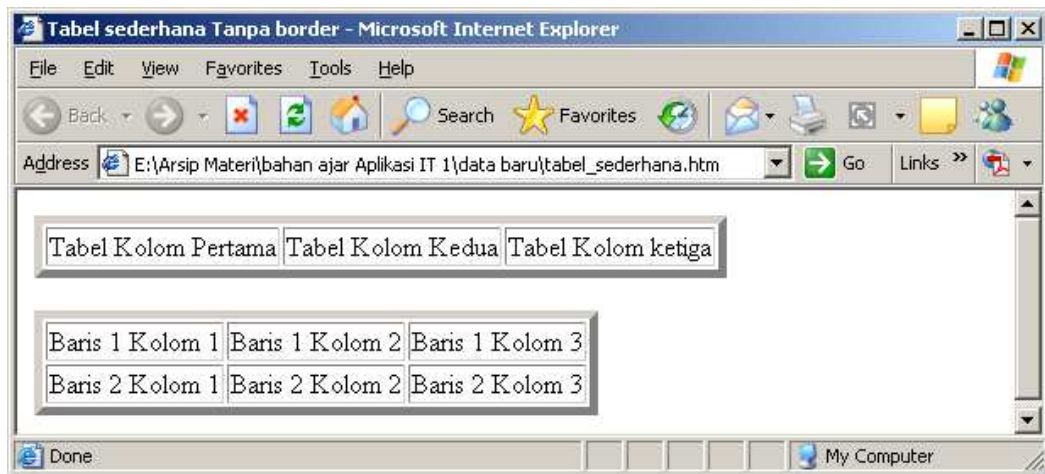 Tabel sederhana Tanpa border - Microsoft Internet Explorer
File Edit View Favorites Tools Help
Back Search Favorites
Address E:\Arsip Materi\bahan ajar Aplikasi IT 1\data baru\tabel_sederhana.htm Go Links »
Tabel Kolom Pertama Tabel Kolom Kedua Tabel Kolom ketiga
Baris 1 Kolom 1 Baris 1 Kolom 2 Baris 1 Kolom 3
Baris 2 Kolom 1 Baris 2 Kolom 2 Baris 2 Kolom 3
Done My Computer